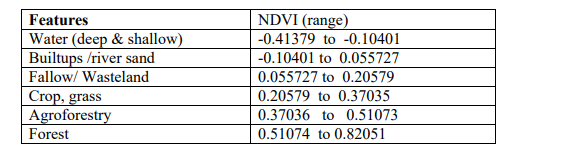 Features NDVI (range)
Water (deep & shallow) -0.41379 to -0.10401
Builtups /river sand -0.10401 to 0.055727
Fallow/ Wasteland 0.055727 to 0.20579
Crop, grass 0.20579 to 0.37035
Agroforestry 0.37036 to 0.51073
Forest 0.51074 to 0.82051